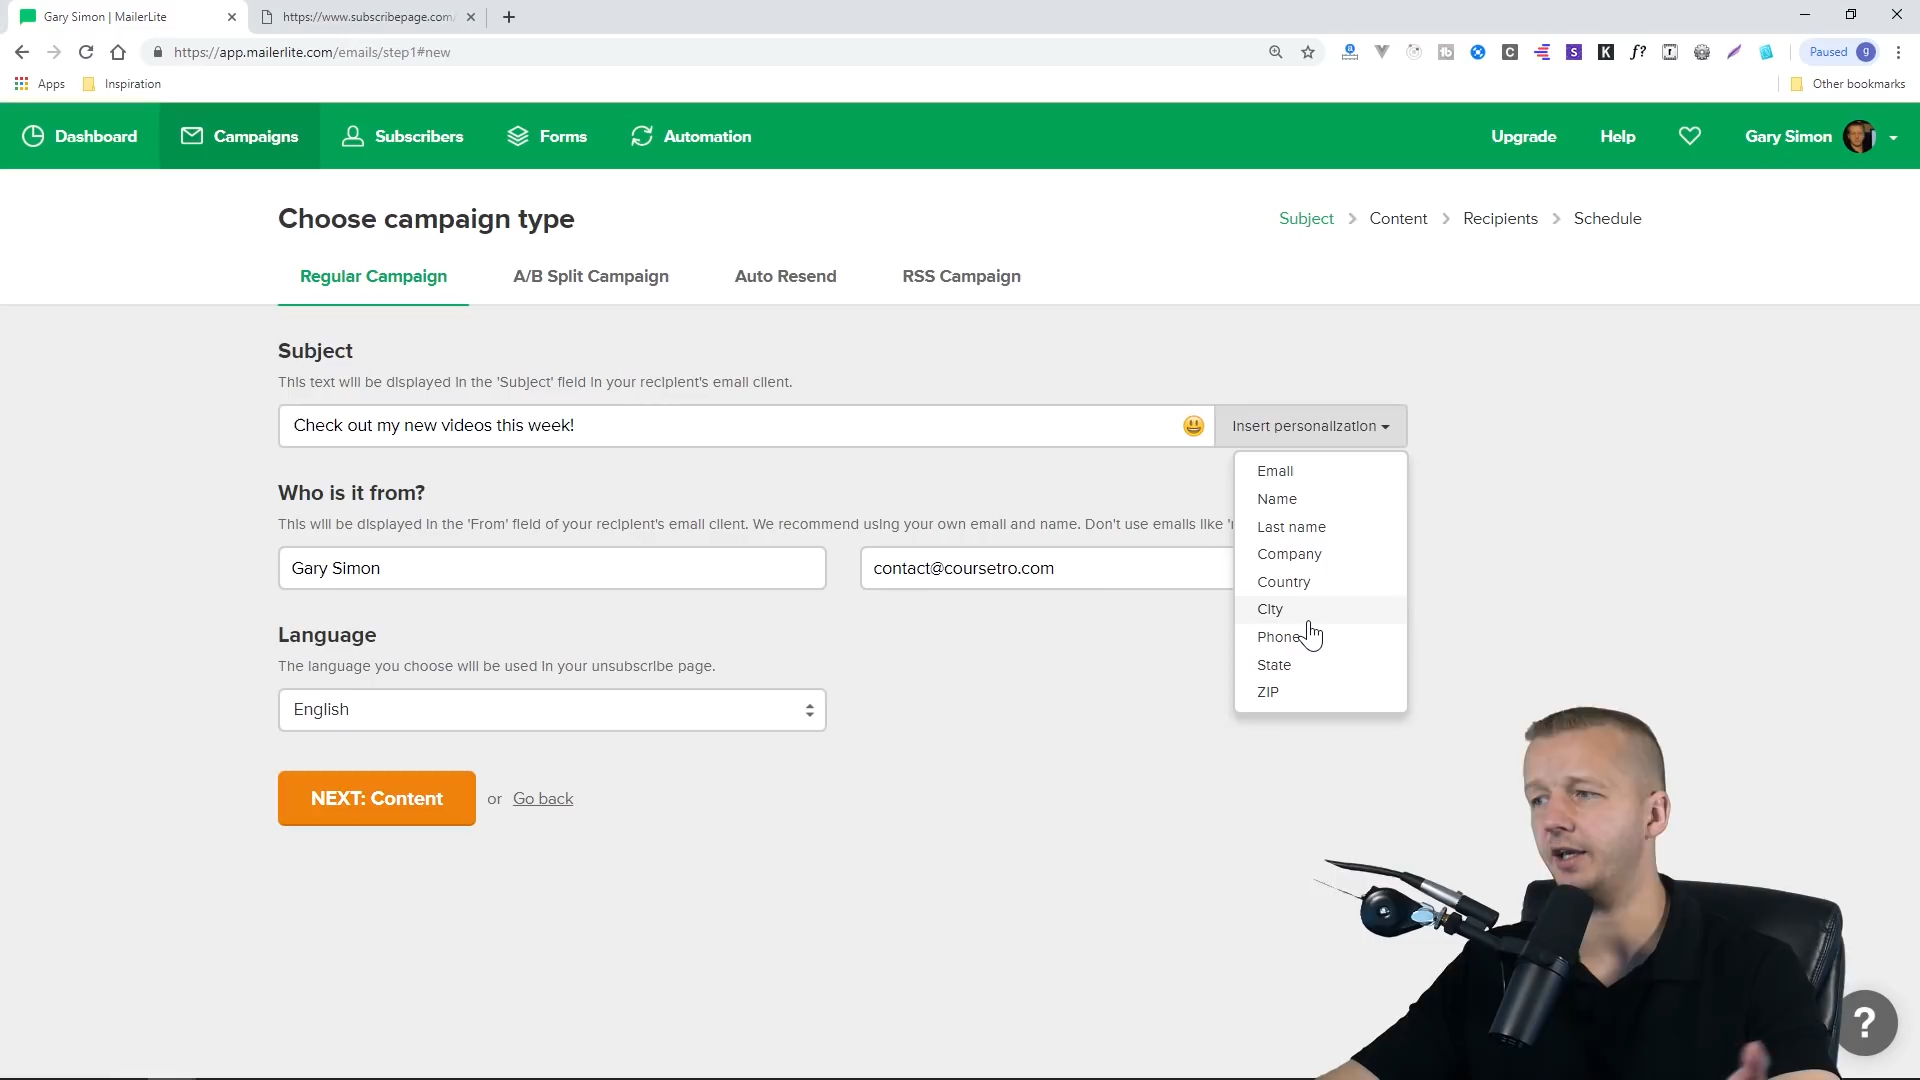 Gary Simon | MailerLite
https://www.subscribepage.com/
https://app.mailerlite.com/emails/step1#new
Paused g
Apps
Inspiration
Other bookmarks
Dashboard
Campaigns
Subscribers
Forms
Automation
Upgrade
Help
Gary Simon
Choose campaign type
Subject > Content > Recipients > Schedule
Regular Campaign
A/B Split Campaign
Auto Resend
RSS Campaign
Subject
This text will be displayed in the 'Subject' field in your recipient's email client.
Check out my new videos this week!
Insert personalization
Email
Name
Last name
Company
Country
City
Phone
State
ZIP
Who is it from?
This will be displayed in the 'From' field of your recipient's email client. We recommend using your own email and name. Don't use emails like
Gary Simon
contact@coursetro.com
Language
The language you choose will be used in your unsubscribe page.
English
NEXT: Content
or Go back
?